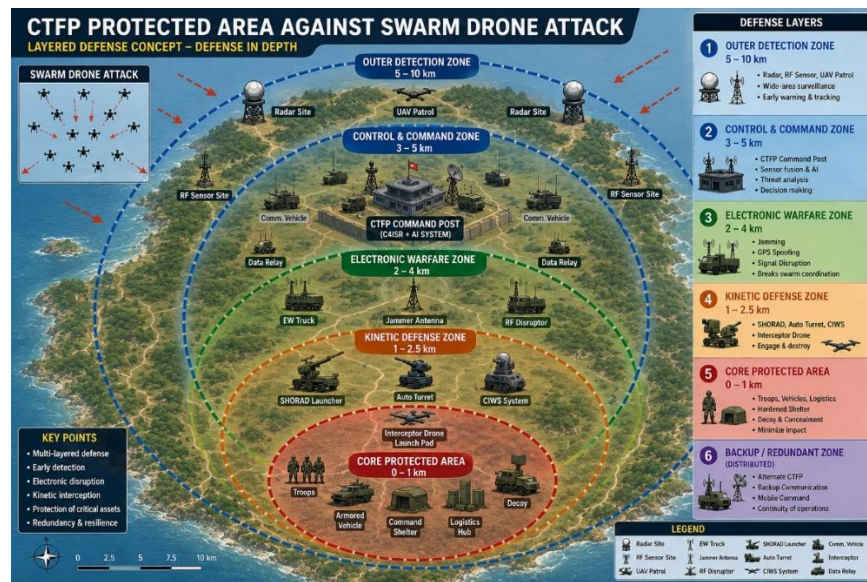 CTFP PROTECTED AREA AGAINST SWARM DRONE ATTACK
LAYERED DEFENSE CONCEPT – DEFENSE IN DEPTH
SWARM DRONE ATTACK
OUTER DETECTION ZONE
5 – 10 km
Radar Site
UAV Patrol
Radar Site
CONTROL & COMMAND ZONE
3 – 5 km
RF Sensor Site
RF Sensor Site
Comm. Vehicle
Comm. Vehicle
CTFP COMMAND POST
(C4ISR + AI SYSTEM)
Data Relay
Data Relay
ELECTRONIC WARFARE ZONE
2 – 4 km
EW Truck
Jammer Antenna
RF Disruptor
KINETIC DEFENSE ZONE
1 – 2.5 km
SHORAD Launcher
Auto Turret
CIWS System
Interceptor Drone
Launch Pad
CORE PROTECTED AREA
0 – 1 km
Troops
Armored
Vehicle
Command
Shelter
Logistics
Hub
Decoy
KEY POINTS
• Multi-layered defense
• Early detection
• Electronic disruption
• Kinetic interception
• Protection of critical assets
• Redundancy & resilience
N
0 2.5 5 7.5 10 km
DEFENSE LAYERS
1 OUTER DETECTION ZONE
5 – 10 km
• Radar, RF Sensor, UAV Patrol
• Wide-area surveillance
• Early warning & tracking
2 CONTROL & COMMAND ZONE
3 – 5 km
• CTFP Command Post
• Sensor fusion & AI
• Threat analysis
• Decision making
3 ELECTRONIC WARFARE ZONE
2 – 4 km
• Jamming
• GPS Spoofing
• Signal Disruption
• Breaks swarm coordination
4 KINETIC DEFENSE ZONE
1 – 2.5 km
• SHORAD, Auto Turret, CIWS
• Interceptor Drone
• Engage & destroy
5 CORE PROTECTED AREA
0 – 1 km
• Troops, Vehicles, Logistics
• Hardened Shelter
• Decoy & Concealment
• Minimize impact
6 BACKUP / REDUNDANT ZONE
(DISTRIBUTED)
• Alternate CTFP
• Backup Communication
• Mobile Command
• Continuity of operations
LEGEND
Radar Site
EW Truck
SHORAD Launcher
Comm. Vehicle
RF Sensor Site
Jammer Antenna
Auto Turret
Interceptor
UAV Patrol
RF Disruptor
CIWS System
Data Relay